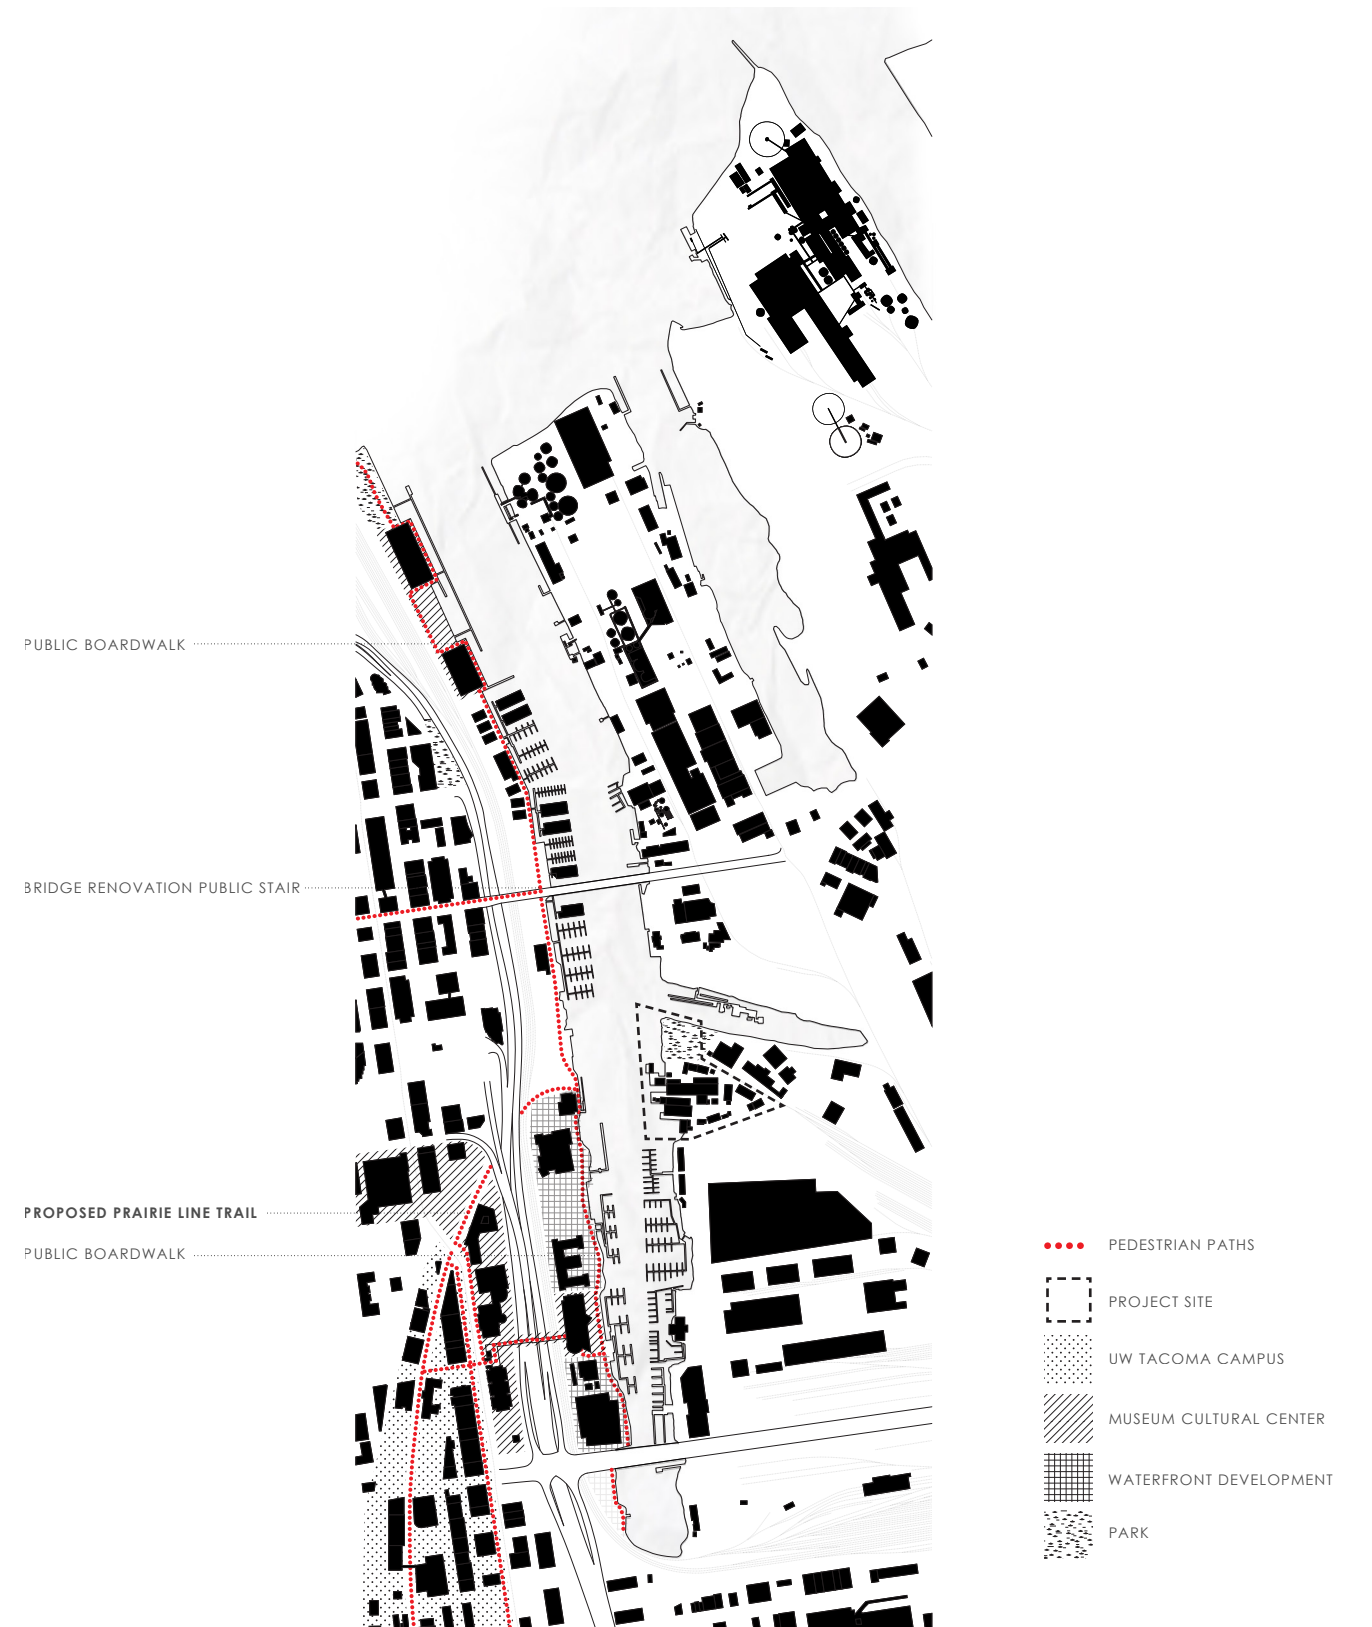 PUBLIC BOARDWALK
BRIDGE RENOVATION PUBLIC STAIR
PROPOSED PRAIRIE LINE TRAIL
PUBLIC BOARDWALK
PEDESTRIAN PATHS
PROJECT SITE
UW TACOMA CAMPUS
MUSEUM CULTURAL CENTER
WATERFRONT DEVELOPMENT
PARK